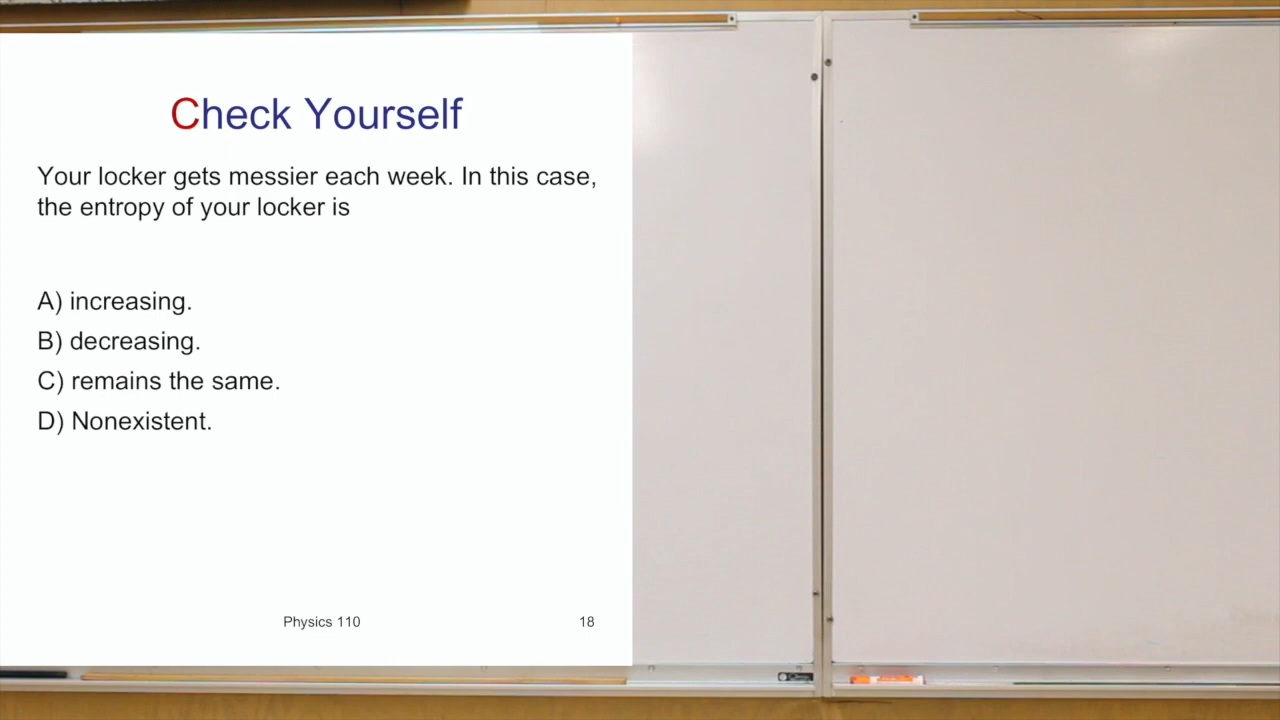 Check Yourself
Your locker gets messier each week. In this case,
the entropy of your locker is
A) increasing.
B) decreasing.
C) remains the same.
D) Nonexistent.
Physics 110
18